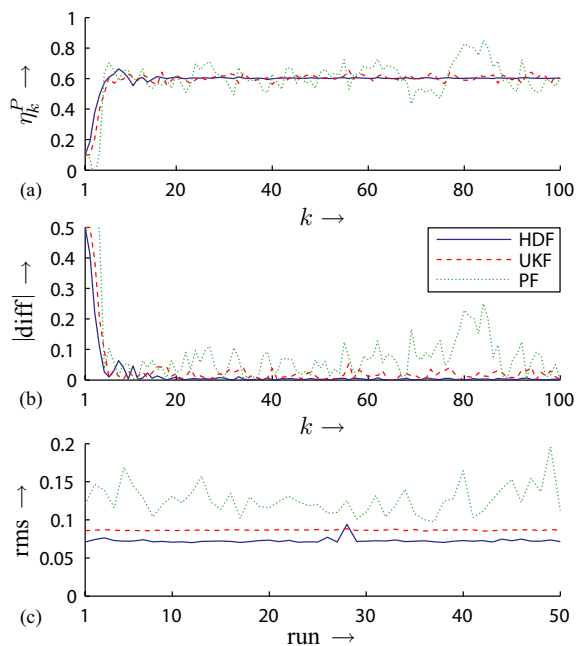 1
0.8
0.6
0.4
0.2
0
η_k^P →
(a)
1 20 40 60 80 100
k →
0.5
0.4
0.3
0.2
0.1
0
|diff| →
HDF
UKF
PF
(b)
1 20 40 60 80 100
k →
0.2
0.15
0.1
0.05
0
rms →
(c)
1 10 20 30 40 50
run →